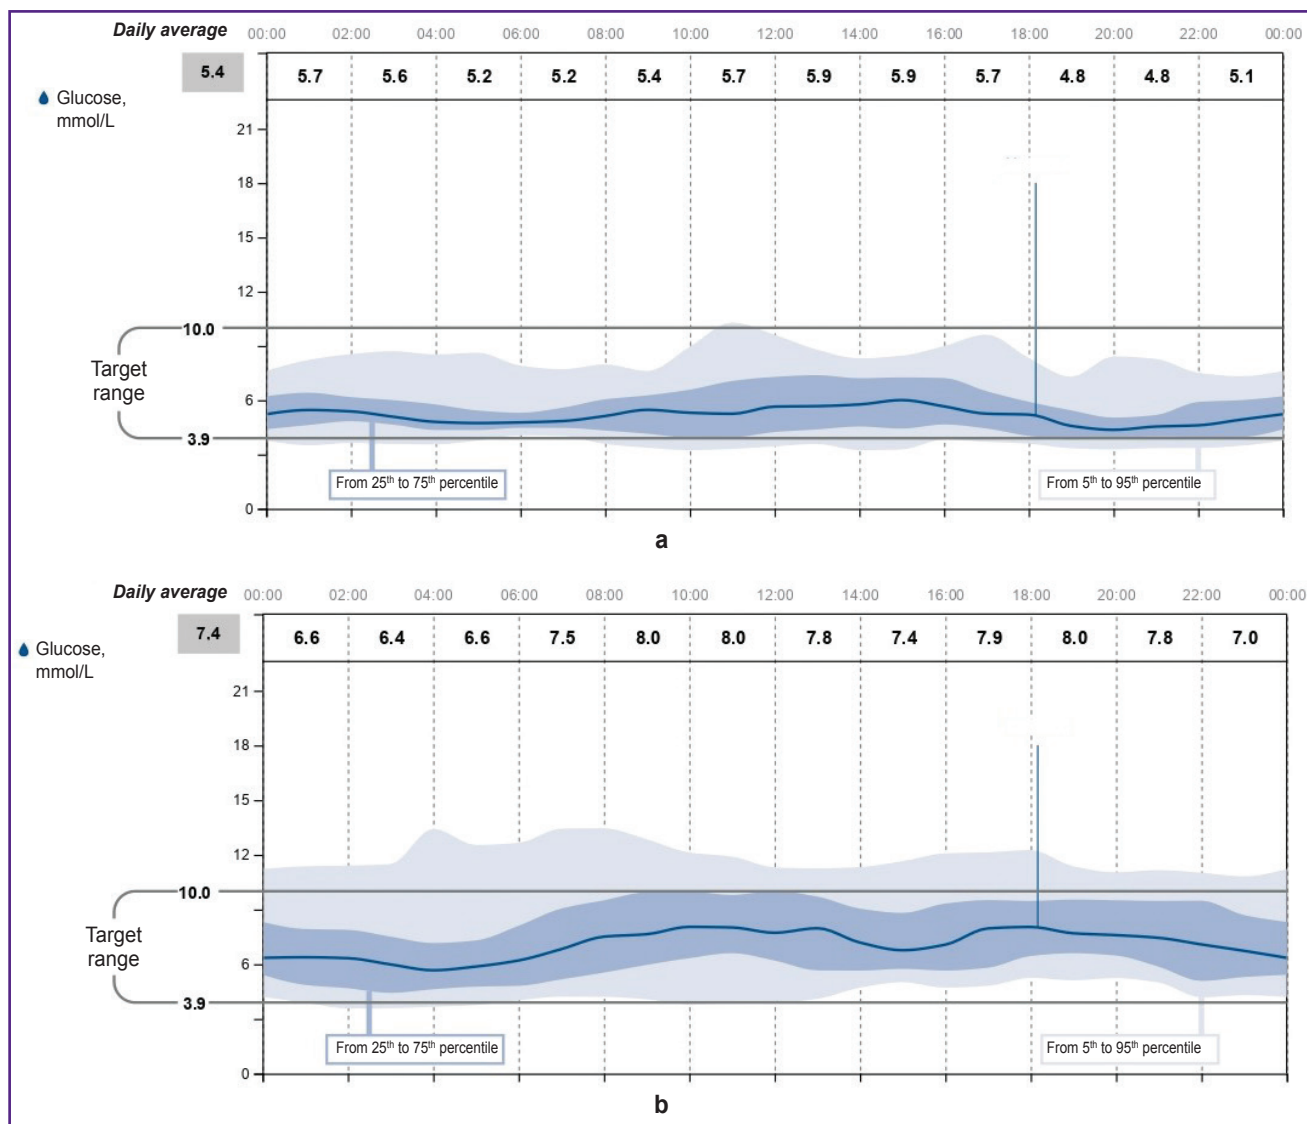 Daily average 00:00 02:00 04:00 06:00 08:00 10:00 12:00 14:00 16:00 18:00 20:00 22:00 00:00
5.4 5.7 5.6 5.2 5.2 5.4 5.7 5.9 5.9 5.7 4.8 4.8 5.1
Glucose,
mmol/L
21
18
15
12
10.0
Target
range
6
3.9
From 25th to 75th percentile
From 5th to 95th percentile
0
a
Daily average 00:00 02:00 04:00 06:00 08:00 10:00 12:00 14:00 16:00 18:00 20:00 22:00 00:00
7.4 6.6 6.4 6.6 7.5 8.0 8.0 7.8 7.4 7.9 8.0 7.8 7.0
Glucose,
mmol/L
21
18
15
12
10.0
Target
range
6
3.9
From 25th to 75th percentile
From 5th to 95th percentile
0
b